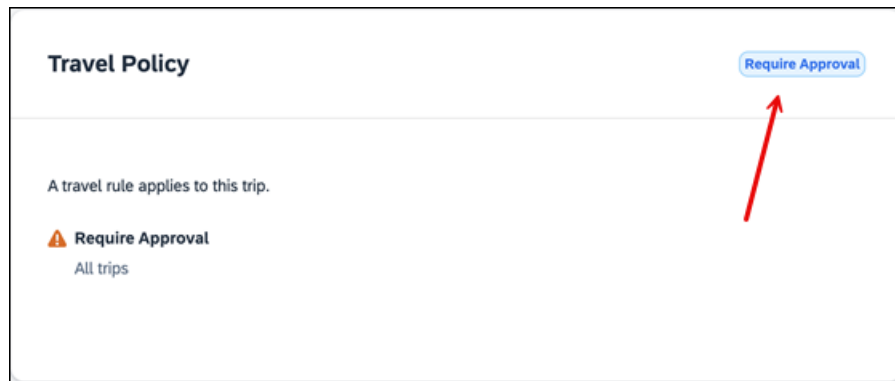 Travel Policy
Require Approval
A travel rule applies to this trip.
Require Approval
All trips